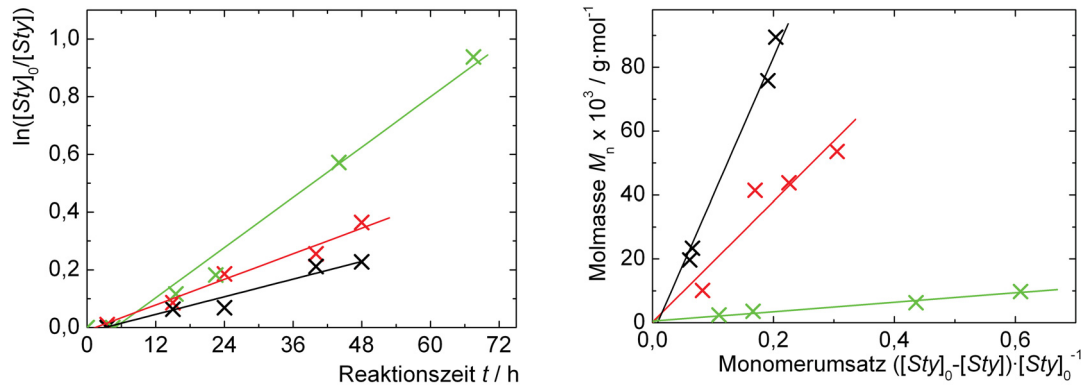 ln([Sty]₀/[Sty])
1,0
0,8
0,6
0,4
0,2
0,0
0 12 24 36 48 60 72
Reaktionszeit t / h
Molmasse Mₙ x 10³ / g·mol⁻¹
80
60
40
20
0
0,0 0,2 0,4 0,6
Monomerumsatz ([Sty]₀-[Sty])·[Sty]₀⁻¹